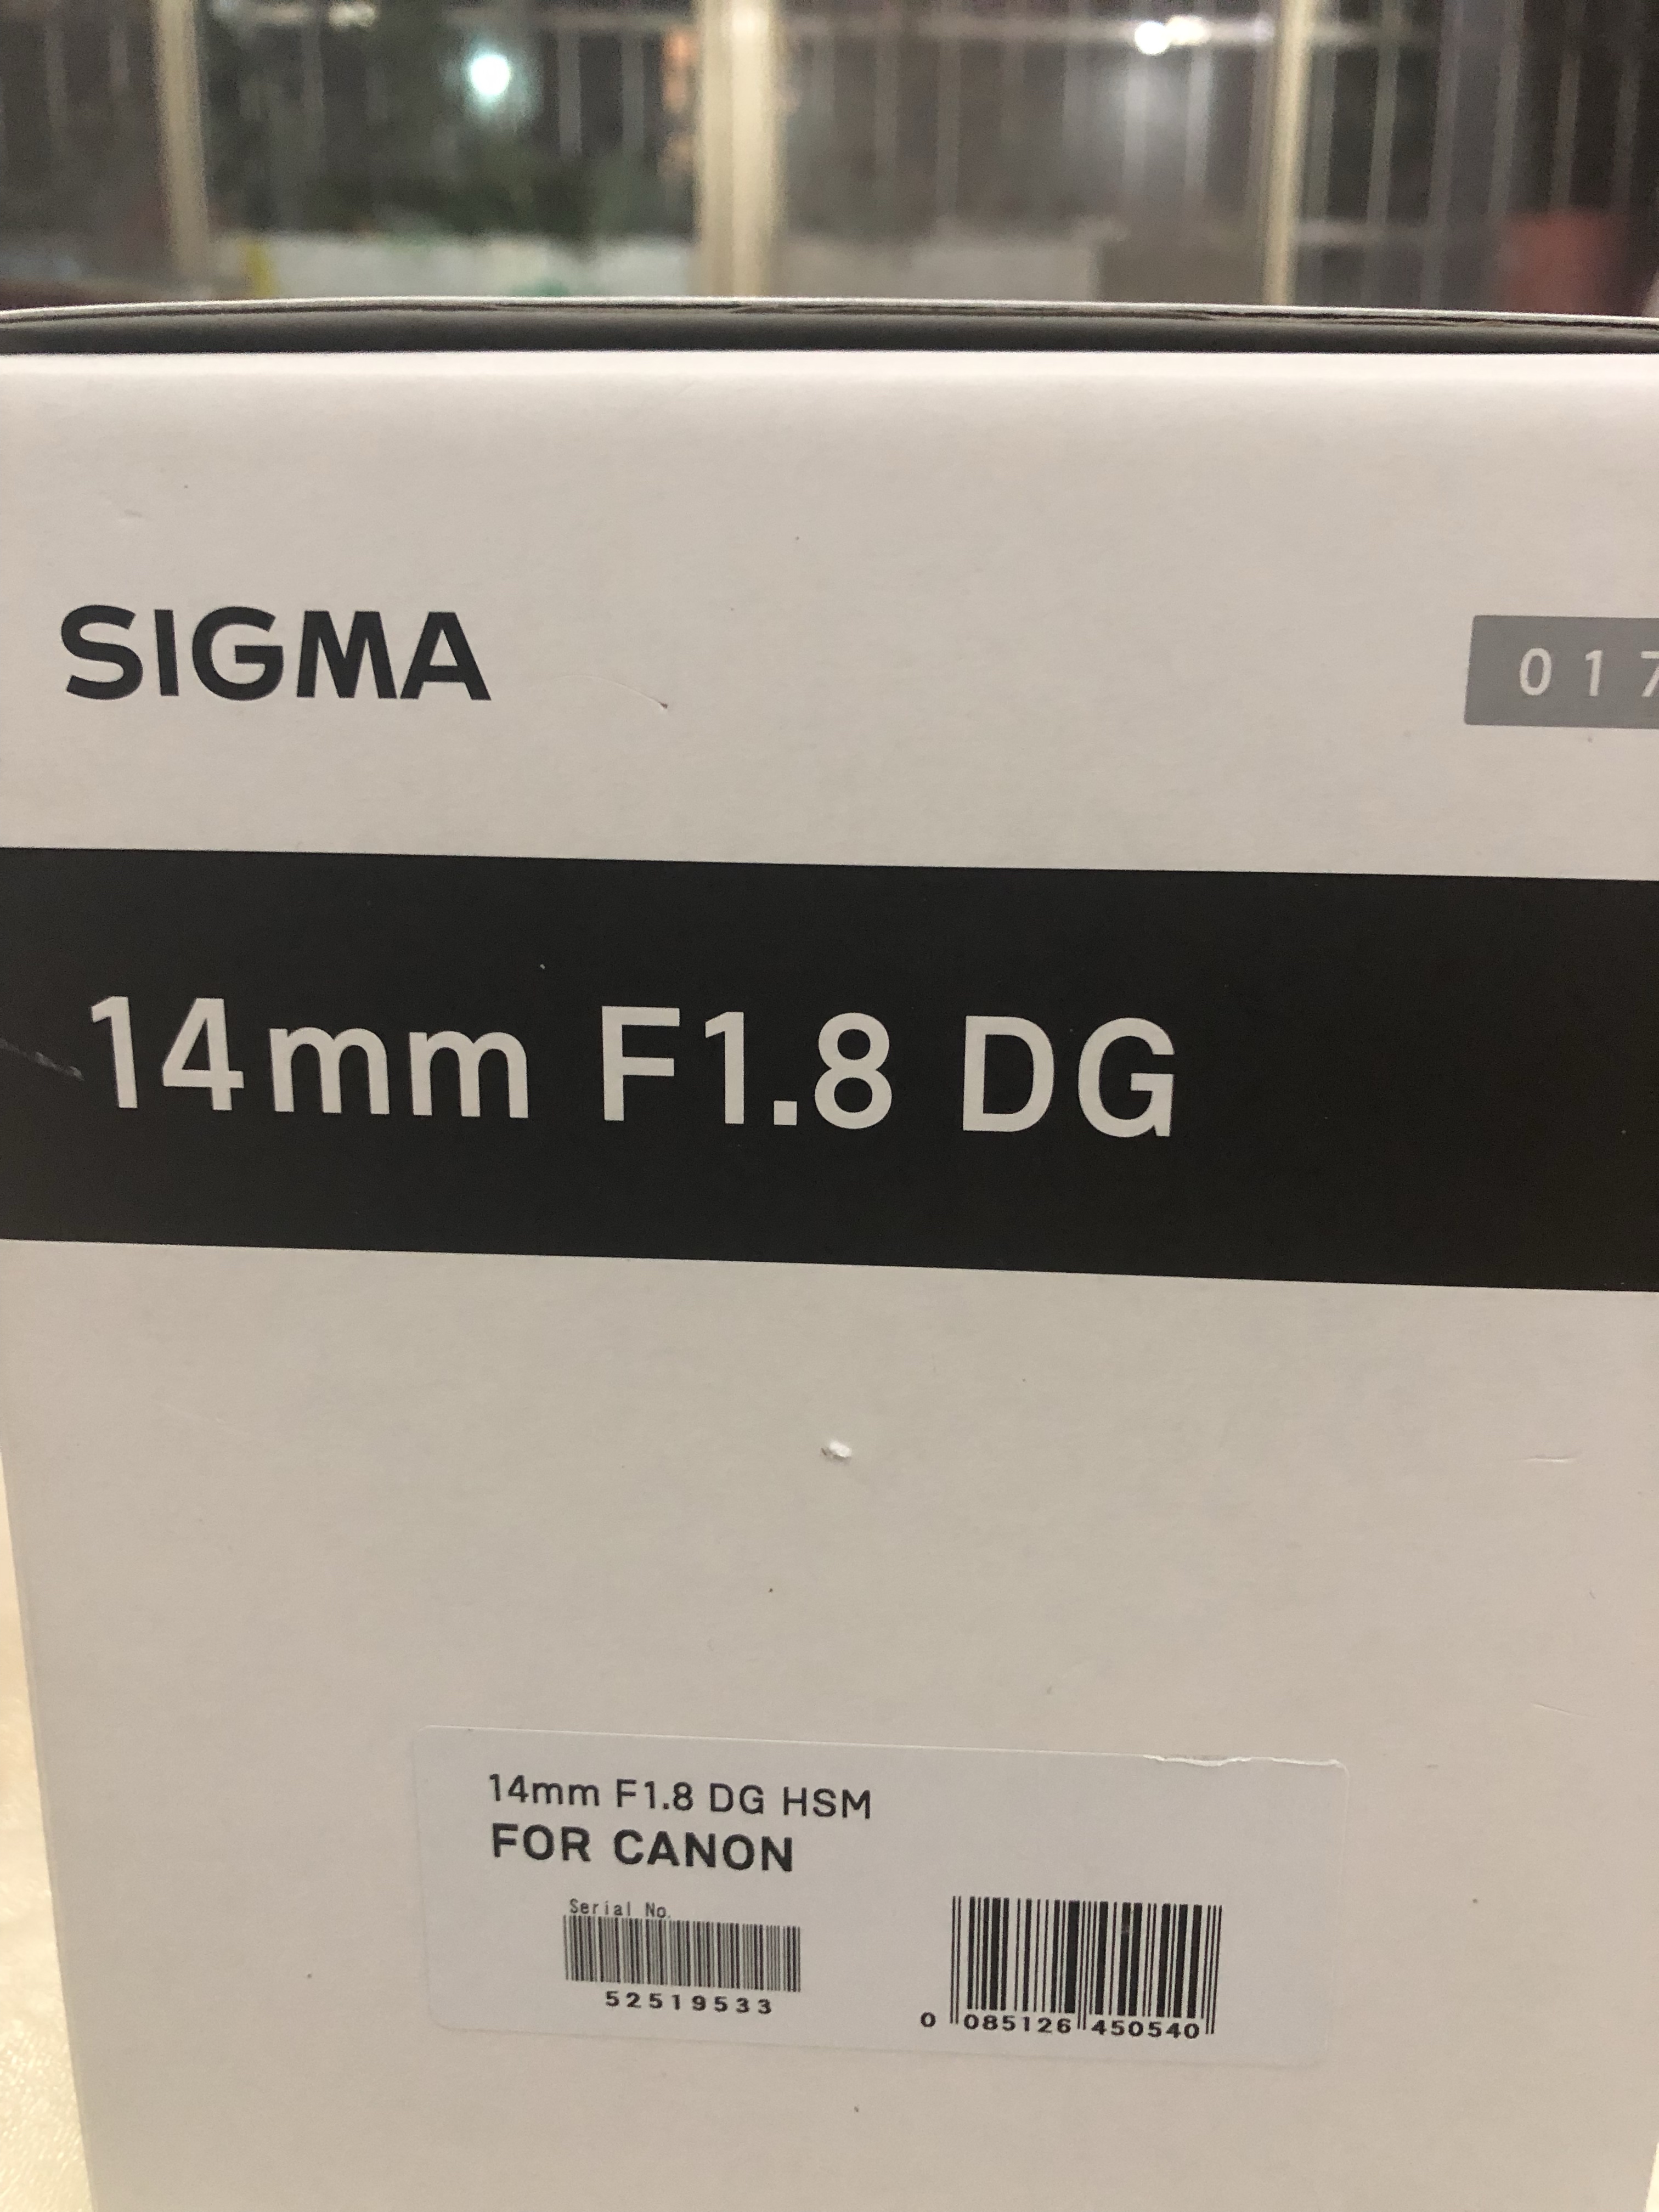 SIGMA
017
14mm F1.8 DG
14mm F1.8 DG HSM
FOR CANON
Serial No.
52519533
0 085126 450540